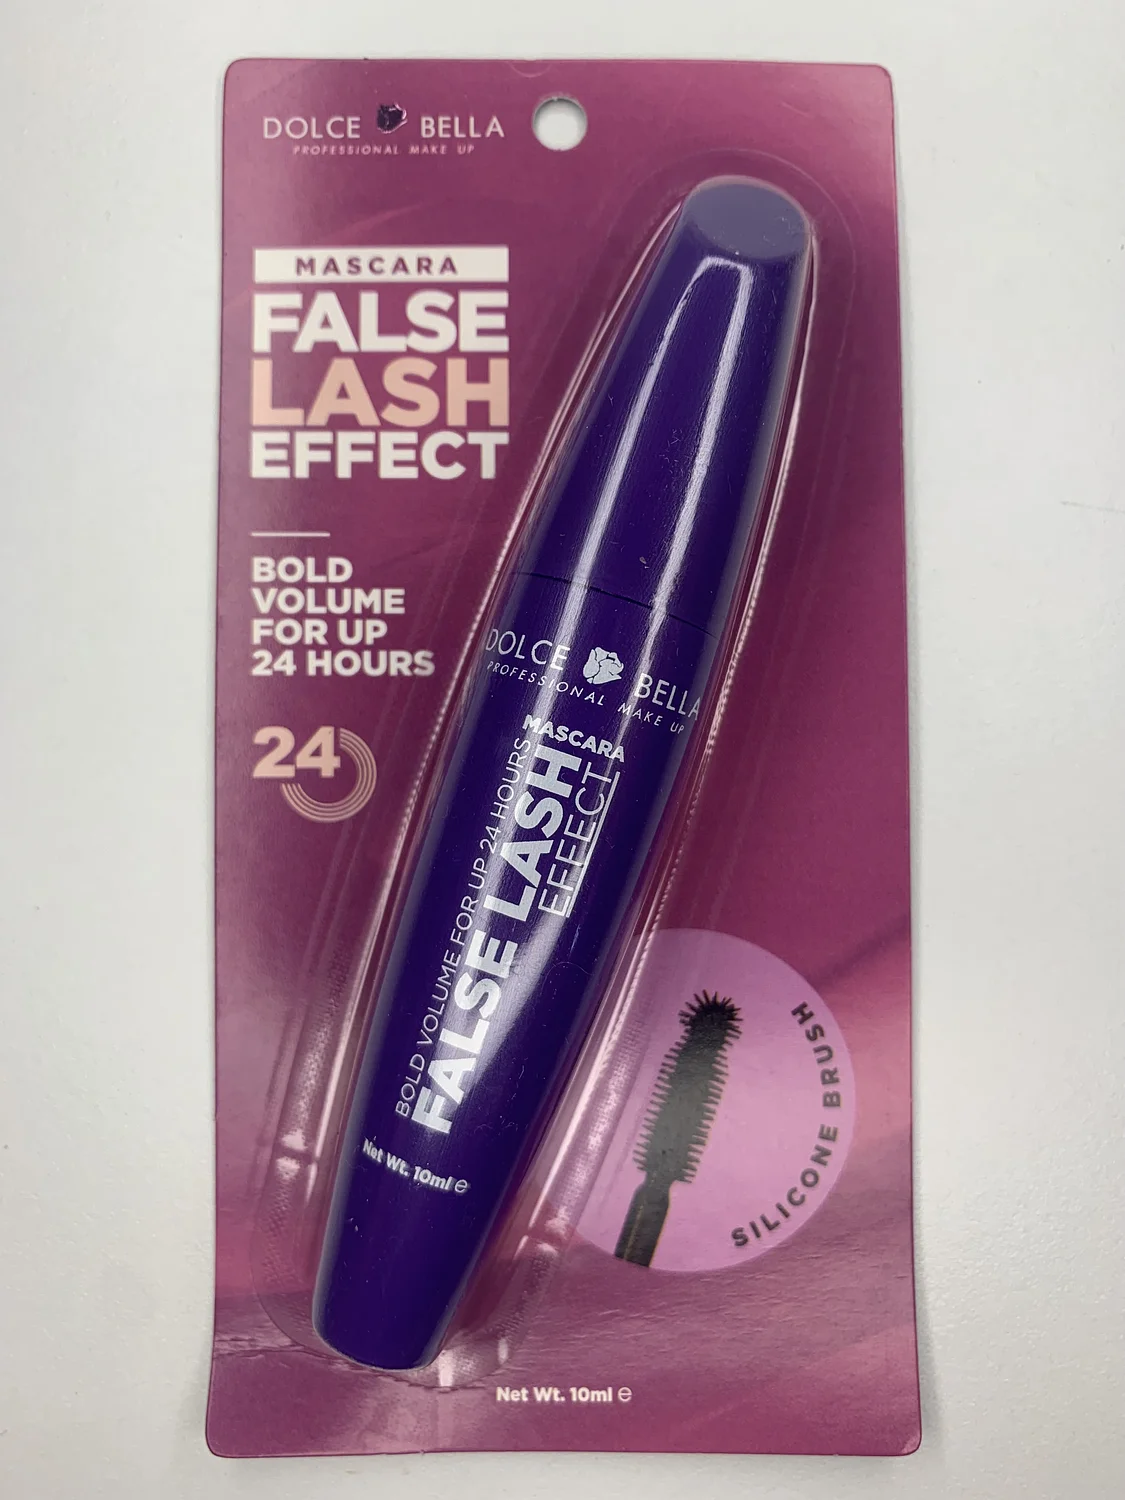 DOLCE BELLA
PROFESSIONAL MAKE UP
MASCARA
FALSE
LASH
EFFECT
BOLD
VOLUME
FOR UP
24 HOURS
24
DOLCE BELLA
PROFESSIONAL MAKE UP
MASCARA
BOLD VOLUME FOR UP 24 HOURS
FALSE LASH
EFFECT
Net Wt. 10ml ℮
SILICONE BRUSH
Net Wt. 10ml ℮